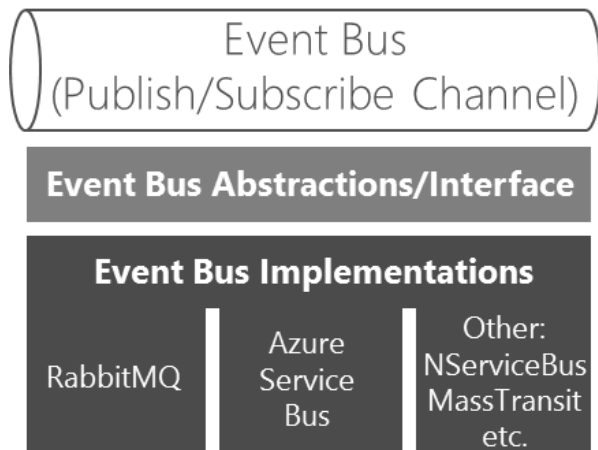 Event Bus
(Publish/Subscribe Channel)
Event Bus Abstractions/Interface
Event Bus Implementations
RabbitMQ
Azure
Service
Bus
Other:
NServiceBus
MassTransit
etc.